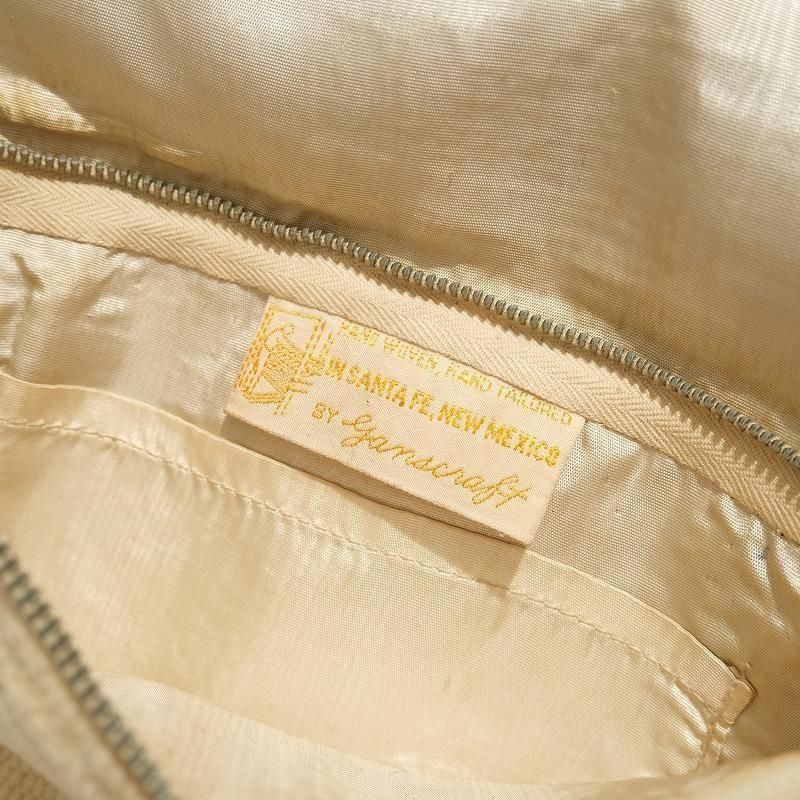 HAND WOVEN, HAND TAILORED
IN SANTA FE, NEW MEXICO
BY Ganscraft